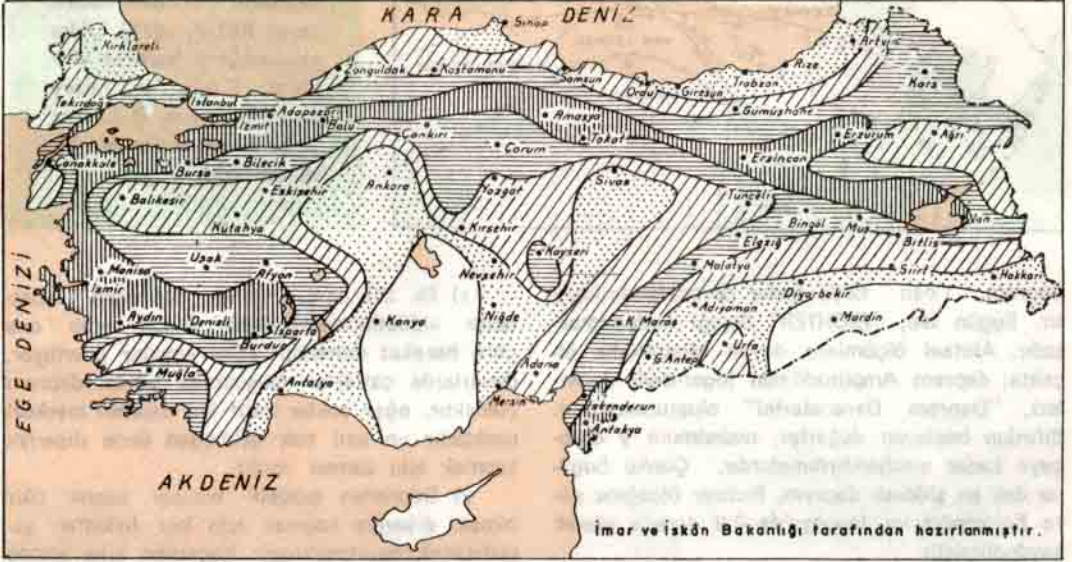 KARA DENİZ
Sinop
Kırklareli
Artvin
Rize
Zonguldak
Kastamonu
Samsun
Trabzon
Kars
Ordu
Giresun
Tekirdağ
İstanbul
Adapazarı
Gümüşhane
İzmit
Bolu
Amasya
Çankırı
Tokat
Erzurum
Ağrı
Çorum
Çanakkale
Bursa
Bilecik
Erzincan
Eskişehir
Ankara
Yozgat
Sivas
Balıkesir
Tunceli
Kütahya
Kırşehir
Bingöl
Muş
Van
Elazığ
Bitlis
Uşak
Afyon
Kayseri
Manisa
Nevşehir
Malatya
Siirt
Hakkari
İzmir
Diyarbekir
Aydın
Denizli
Isparta
Konya
Niğde
Adıyaman
Mardin
K.Maraş
Burdur
Urfa
Muğla
Adana
G.Antep
Antalya
Mersin
İskenderun
Antakya
EGE DENİZİ
AKDENİZ
İmar ve İskân Bakanlığı tarafından hazırlanmıştır.